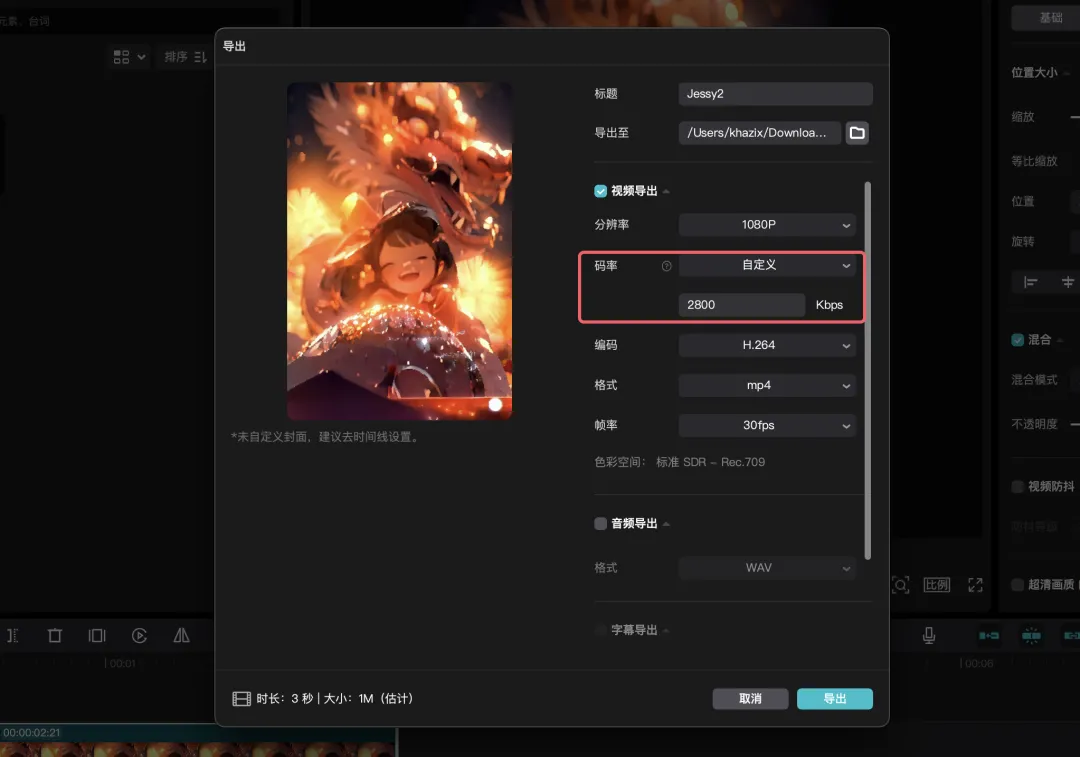 元素、台词
排序
基础
导出
标题 Jessy2
导出至 /Users/khazix/Downloa...
视频导出
分辨率 1080P
码率 自定义
2800 Kbps
编码 H.264
格式 mp4
帧率 30fps
色彩空间： 标准 SDR - Rec.709
音频导出
格式 WAV
字幕导出
*未自定义封面，建议去时间线设置。
时长：3 秒 | 大小：1M（估计）
取消
导出
位置大小
缩放
等比缩放
位置
旋转
混合
混合模式
不透明度
视频防抖
超清画质
比例
00:01
00:06
00:00:02:21